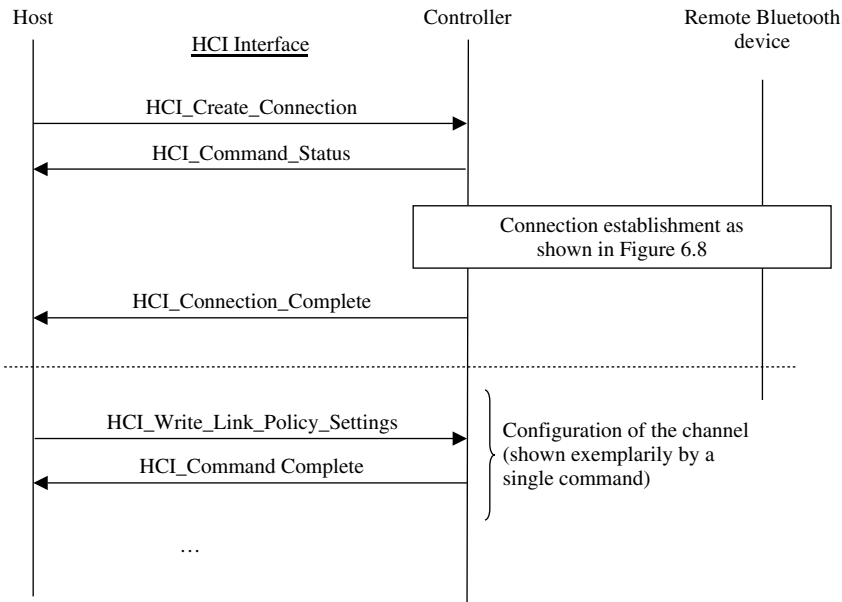 Host
Controller
Remote Bluetooth
device
HCI Interface
HCI_Create_Connection
HCI_Command_Status
Connection establishment as
shown in Figure 6.8
HCI_Connection_Complete
HCI_Write_Link_Policy_Settings
HCI_Command Complete
Configuration of the channel
(shown exemplarily by a
single command)
…